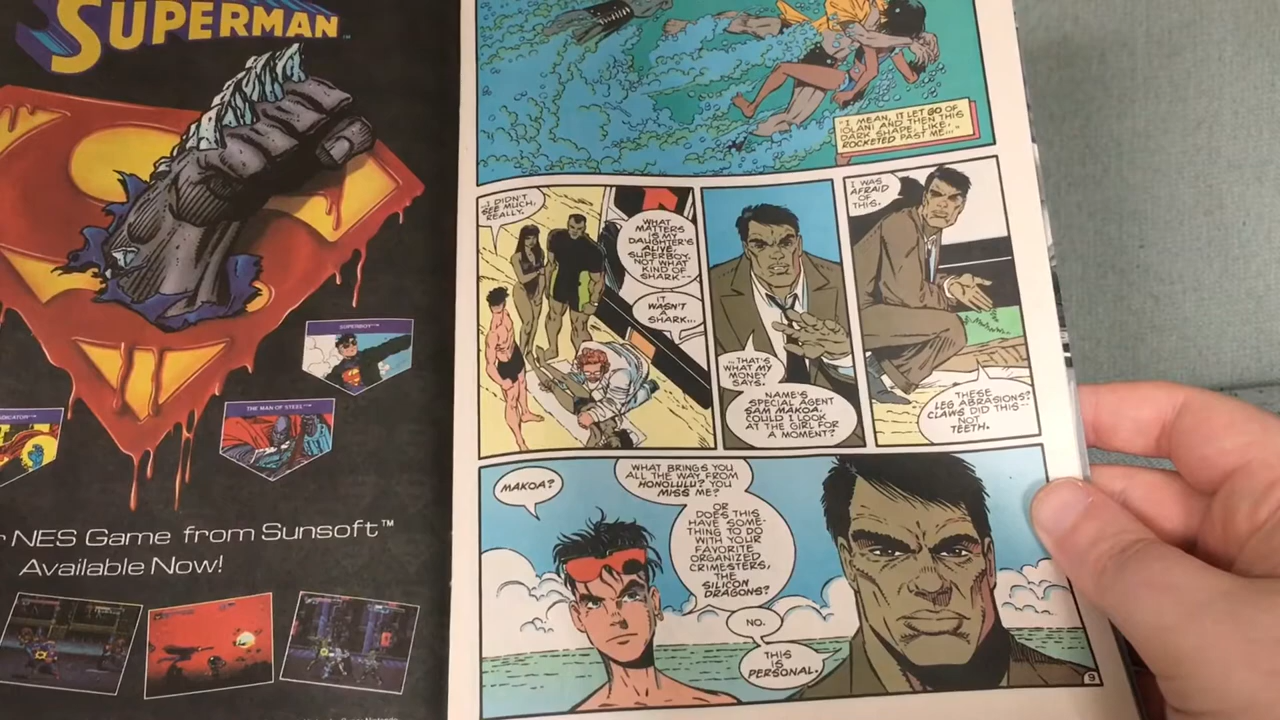 SUPERMAN
SUPERBOY™
THE MAN OF STEEL™
NES Game from Sunsoft™
Available Now!
"I MEAN, IT LET GO OF
IOLANI AND THEN THIS
DARK SHAPE, LIKE,
ROCKETED PAST ME..."
...I DIDN'T
SEE MUCH,
REALLY.
WHAT
MATTERS
IS MY
DAUGHTER'S
ALIVE,
SUPERBOY,
NOT WHAT
KIND OF
SHARK--
IT
WASN'T
A
SHARK...
...THAT'S
WHAT MY
MONEY
SAYS.
NAME'S
SPECIAL AGENT
SAM MAKOA.
COULD I LOOK
AT THE GIRL FOR
A MOMENT?
I WAS
AFRAID
OF
THIS.
THESE
LEG ABRASIONS?
CLAWS DID THIS--
NOT
TEETH.
MAKOA?
WHAT BRINGS YOU
ALL THE WAY FROM
HONOLULU? YOU
MISS ME?
OR
DOES THIS
HAVE SOME-
THING TO DO
WITH YOUR
FAVORITE
ORGANIZED
CRIMESTERS,
THE
SILICON
DRAGONS?
NO.
THIS
IS
PERSONAL.
9